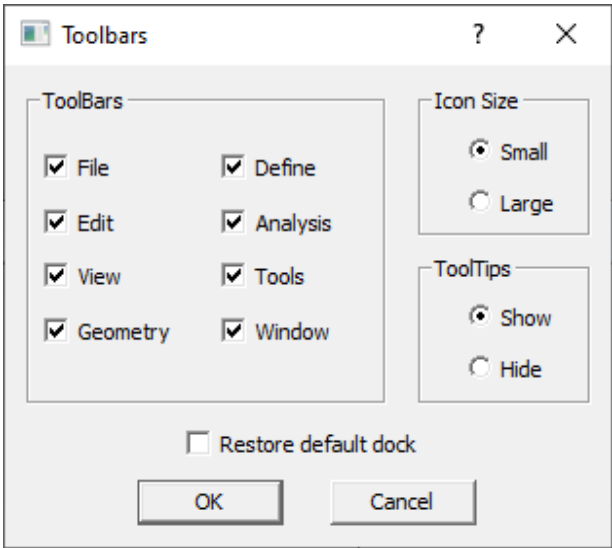 Toolbars ?
ToolBars
File Define
Edit Analysis
View Tools
Geometry Window
Icon Size
Small
Large
ToolTips
Show
Hide
Restore default dock
OK Cancel